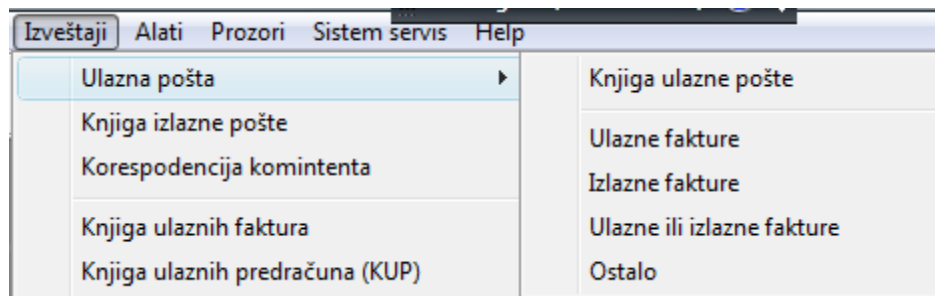 Izveštaji Alati Prozori Sistem servis Help
Ulazna pošta
Knjiga izlazne pošte
Korespodencija komintenta
Knjiga ulaznih faktura
Knjiga ulaznih predračuna (KUP)
Knjiga ulazne pošte
Ulazne fakture
Izlazne fakture
Ulazne ili izlazne fakture
Ostalo